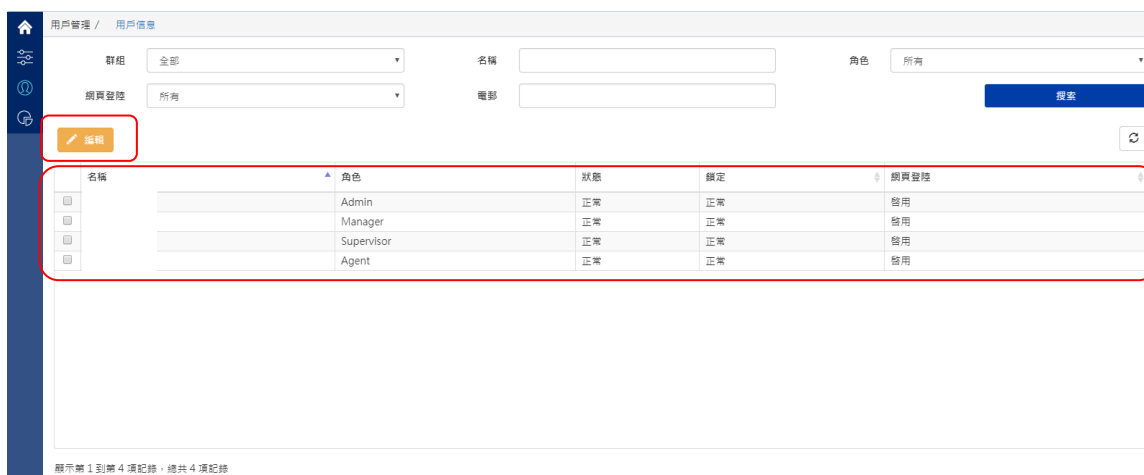 用戶管理 / 用戶信息
群組 全部 名稱 角色 所有
網頁登陸 所有 電郵 搜索
編輯
名稱 角色 狀態 鎖定 網頁登陸
Admin 正常 正常 啓用
Manager 正常 正常 啓用
Supervisor 正常 正常 啓用
Agent 正常 正常 啓用
顯示第 1 到第 4 項記錄，總共 4 項記錄